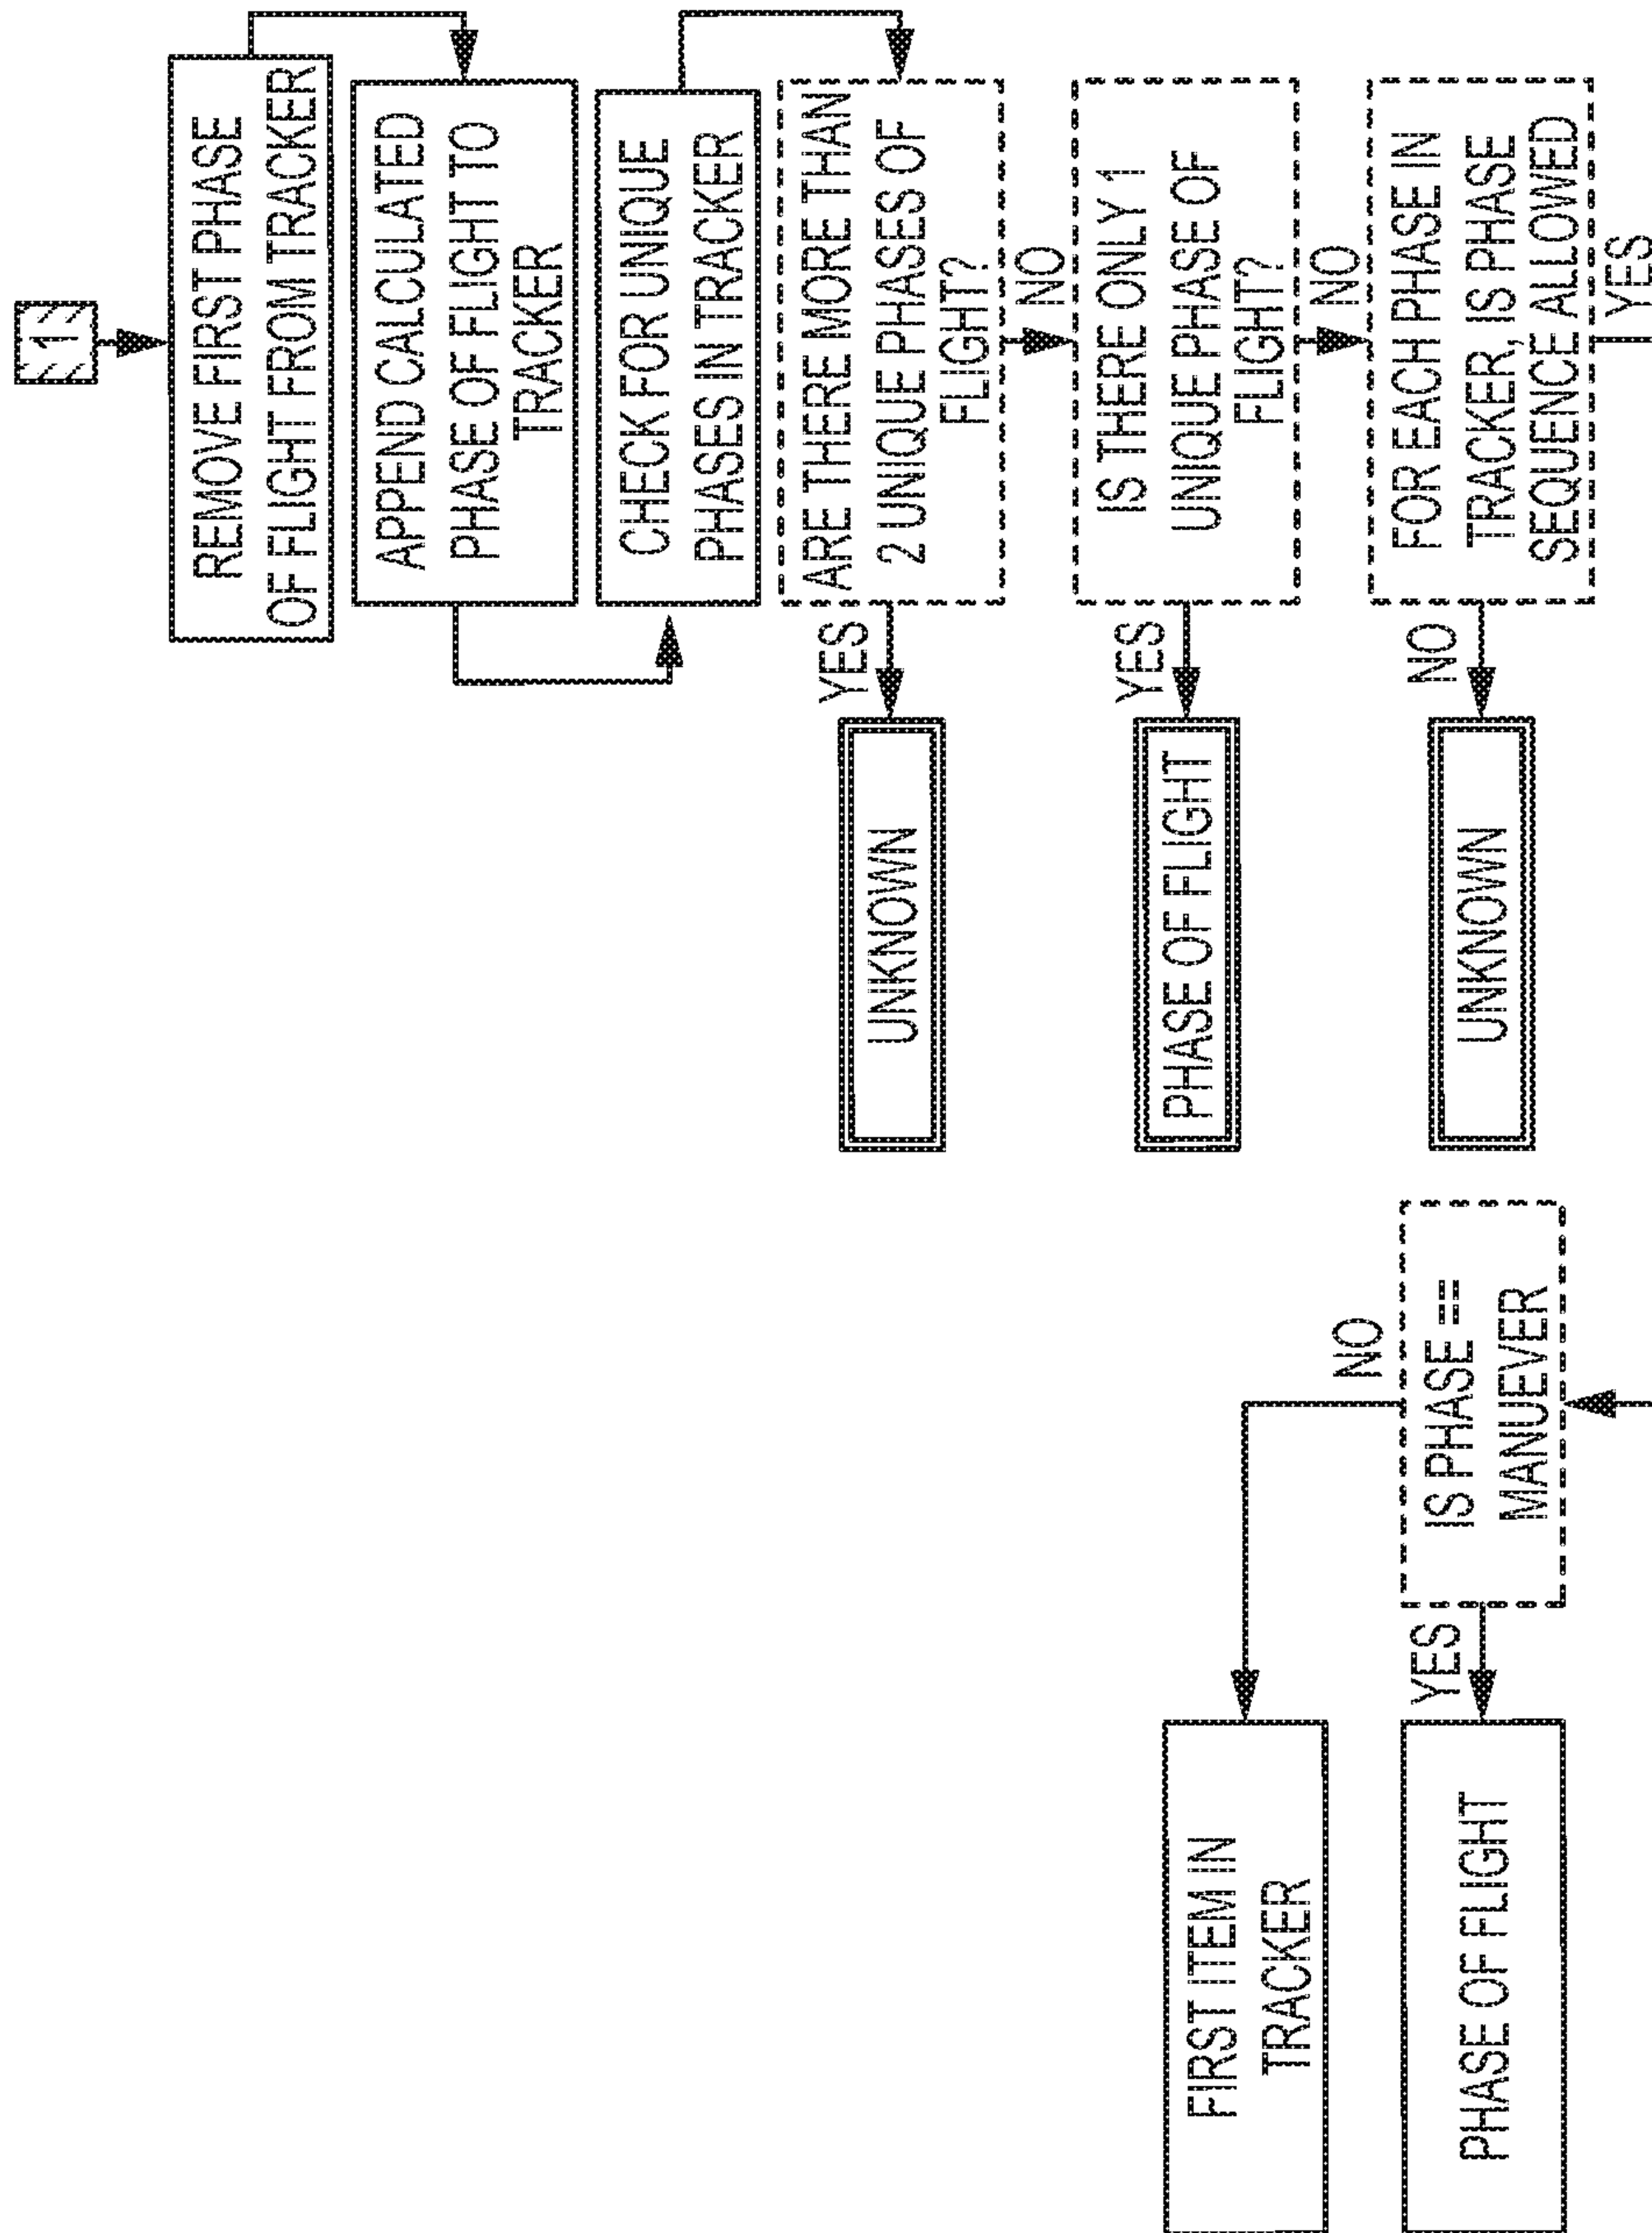 1
REMOVE FIRST PHASE
OF FLIGHT FROM TRACKER
APPEND CALCULATED
PHASE OF FLIGHT TO
TRACKER
CHECK FOR UNIQUE
PHASES IN TRACKER
ARE THERE MORE THAN
2 UNIQUE PHASES OF
FLIGHT?
YES
UNKNOWN
NO
IS THERE ONLY 1
UNIQUE PHASE OF
FLIGHT?
YES
PHASE OF FLIGHT
NO
FOR EACH PHASE IN
TRACKER, IS PHASE
SEQUENCE ALLOWED
NO
UNKNOWN
YES
IS PHASE ==
MANUEVER
NO
FIRST ITEM IN
TRACKER
YES
PHASE OF FLIGHT